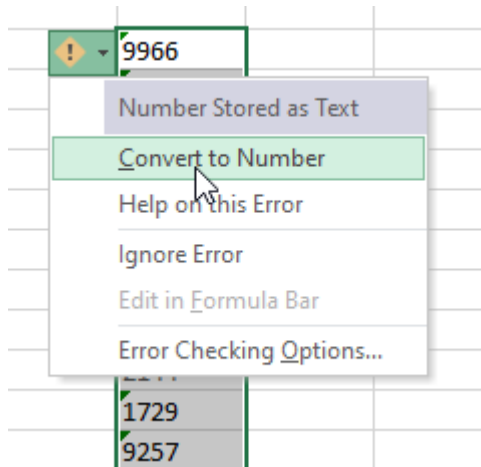 9966
Number Stored as Text
Convert to Number
Help on this Error
Ignore Error
Edit in Formula Bar
Error Checking Options...
1729
9257